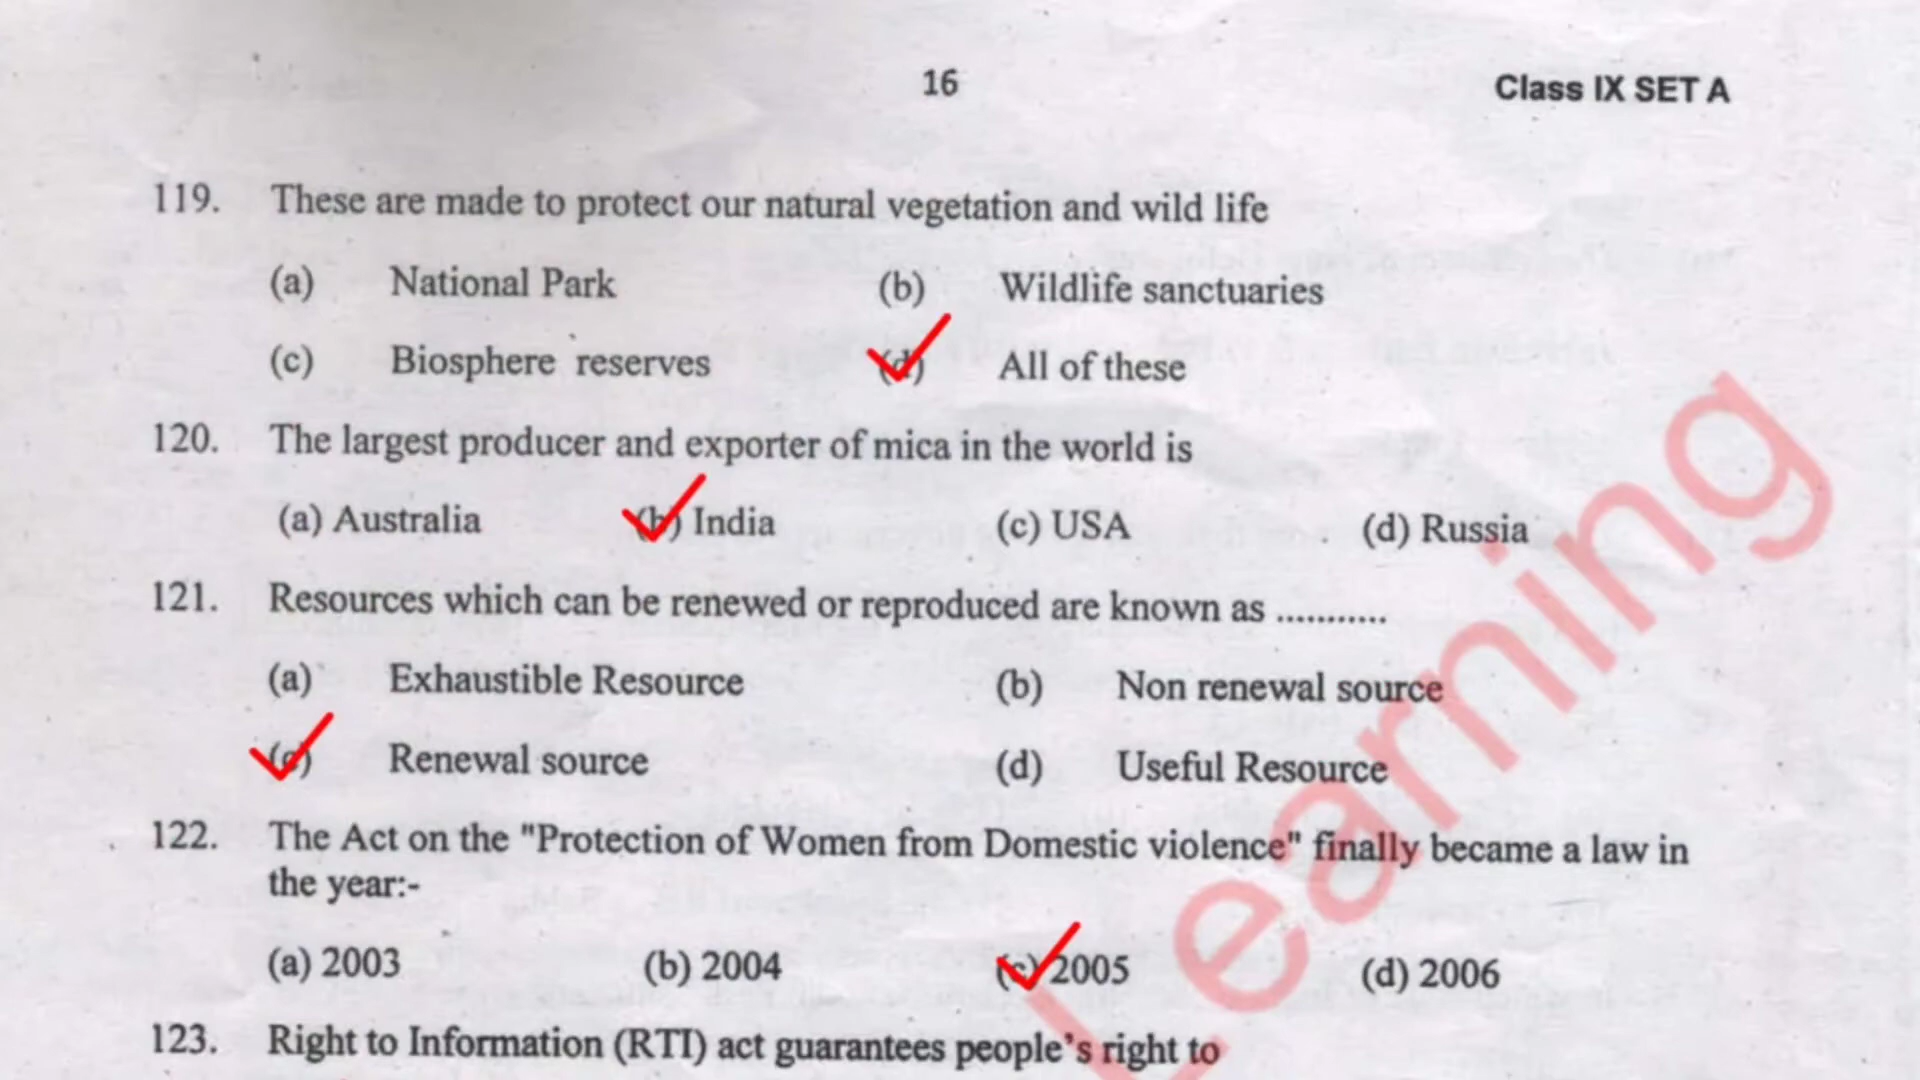 16
Class IX SET A
119. These are made to protect our natural vegetation and wild life
(a) National Park (b) Wildlife sanctuaries
(c) Biosphere reserves (d) All of these
120. The largest producer and exporter of mica in the world is
(a) Australia (b) India (c) USA (d) Russia
121. Resources which can be renewed or reproduced are known as ...........
(a) Exhaustible Resource (b) Non renewal source
(c) Renewal source (d) Useful Resource
122. The Act on the "Protection of Women from Domestic violence" finally became a law in
the year:-
(a) 2003 (b) 2004 (c) 2005 (d) 2006
123. Right to Information (RTI) act guarantees people's right to
Learning